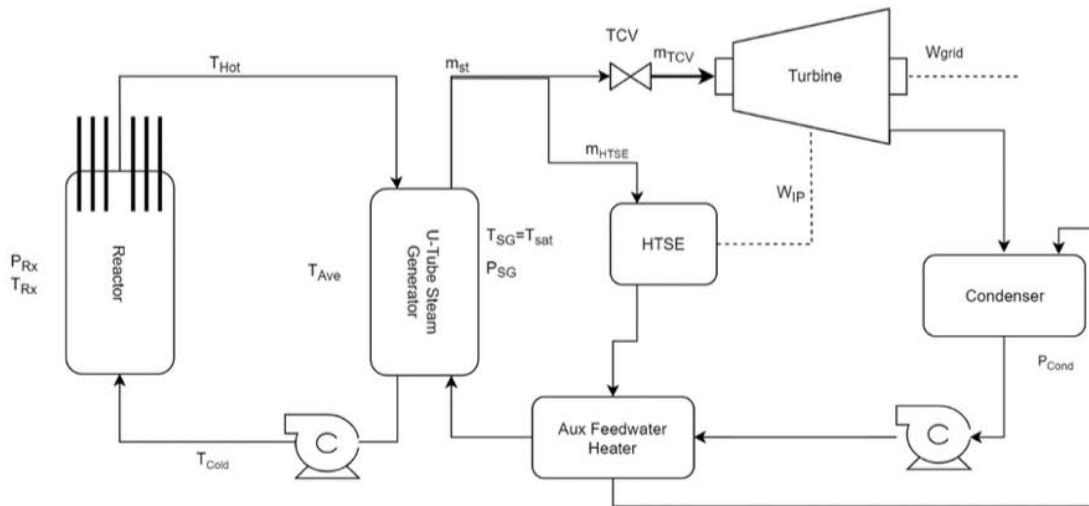 TCV
m_TCV
W_grid
T_Hot
m_st
Turbine
m_HTSE
W_IP
HTSE
P_Rx
T_Rx
Reactor
T_Ave
U-Tube Steam
Generator
T_SG=T_sat
P_SG
Condenser
P_Cond
Aux Feedwater
Heater
C
C
T_Cold